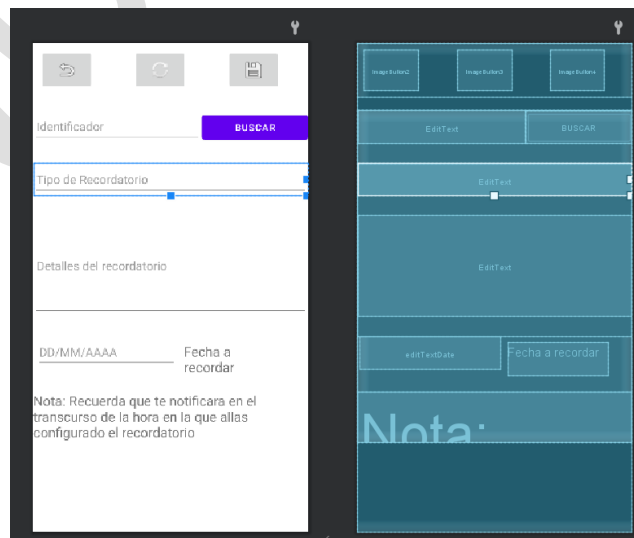 Identificador
BUSCAR
Tipo de Recordatorio
Detalles del recordatorio
DD/MM/AAAA
Fecha a
recordar
Nota: Recuerda que te notificara en el
transcurso de la hora en la que allas
configurado el recordatorio
ImageButton2
ImageButton3
ImageButton4
EditText
BUSCAR
EditText
EditText
editTextDate
Fecha a recordar
Nota: